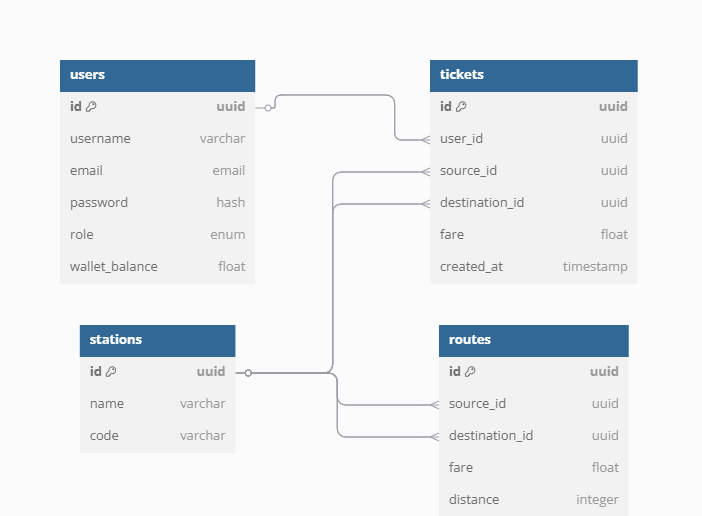 users
id uuid
username varchar
email email
password hash
role enum
wallet_balance float
tickets
id uuid
user_id uuid
source_id uuid
destination_id uuid
fare float
created_at timestamp
stations
id uuid
name varchar
code varchar
routes
id uuid
source_id uuid
destination_id uuid
fare float
distance integer